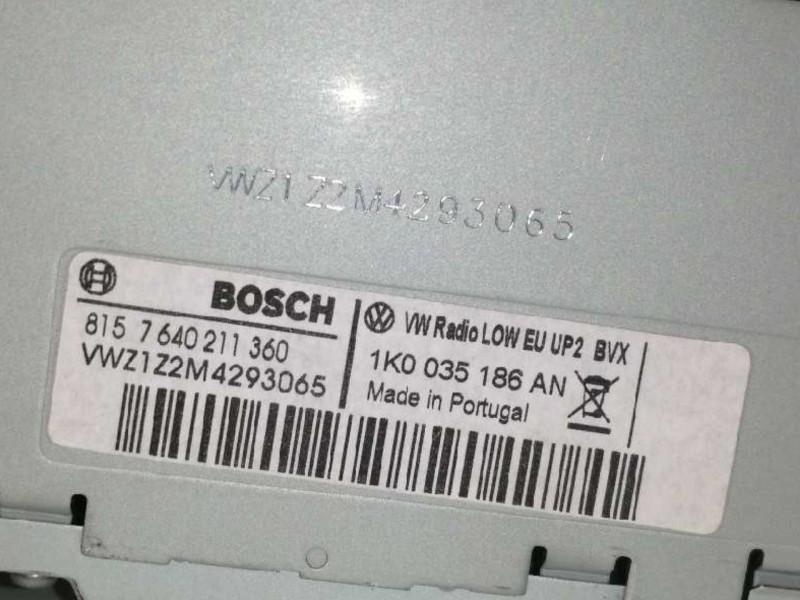 VWZ1Z2M4293065
BOSCH
815 7 640 211 360
VWZ1Z2M4293065
VW Radio LOW EU UP2 BVX
1K0 035 186 AN
Made in Portugal